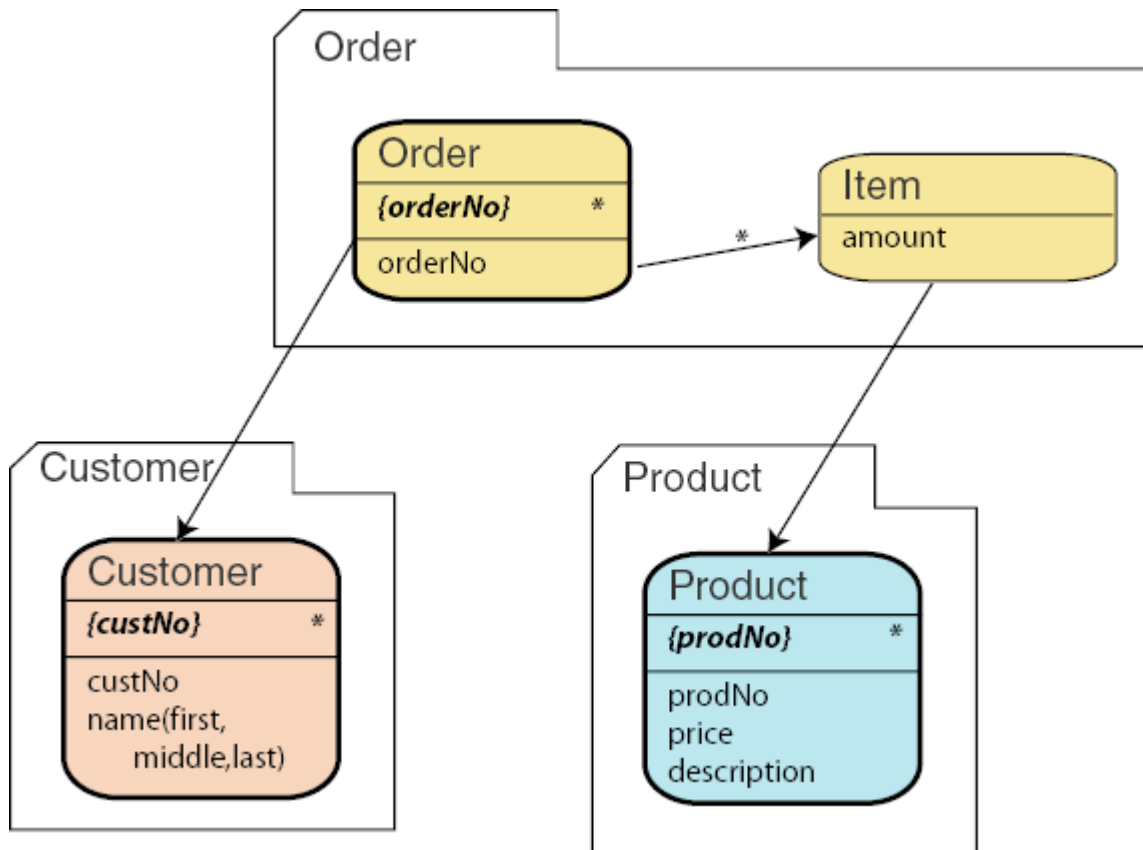 Order
Order
{orderNo} *
orderNo
*
Item
amount
Customer
Customer
{custNo} *
custNo
name(first,
middle,last)
Product
Product
{prodNo} *
prodNo
price
description